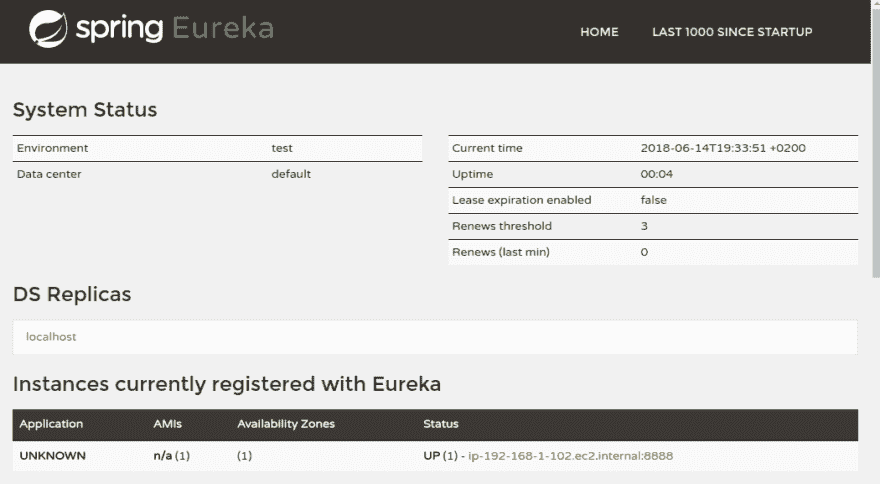 spring Eureka
HOME LAST 1000 SINCE STARTUP
System Status
Environment test
Data center default
Current time 2018-06-14T19:33:51 +0200
Uptime 00:04
Lease expiration enabled false
Renews threshold 3
Renews (last min) 0
DS Replicas
localhost
Instances currently registered with Eureka
Application AMIs Availability Zones Status
UNKNOWN n/a (1) (1) UP (1) - ip-192-168-1-102.ec2.internal:8888